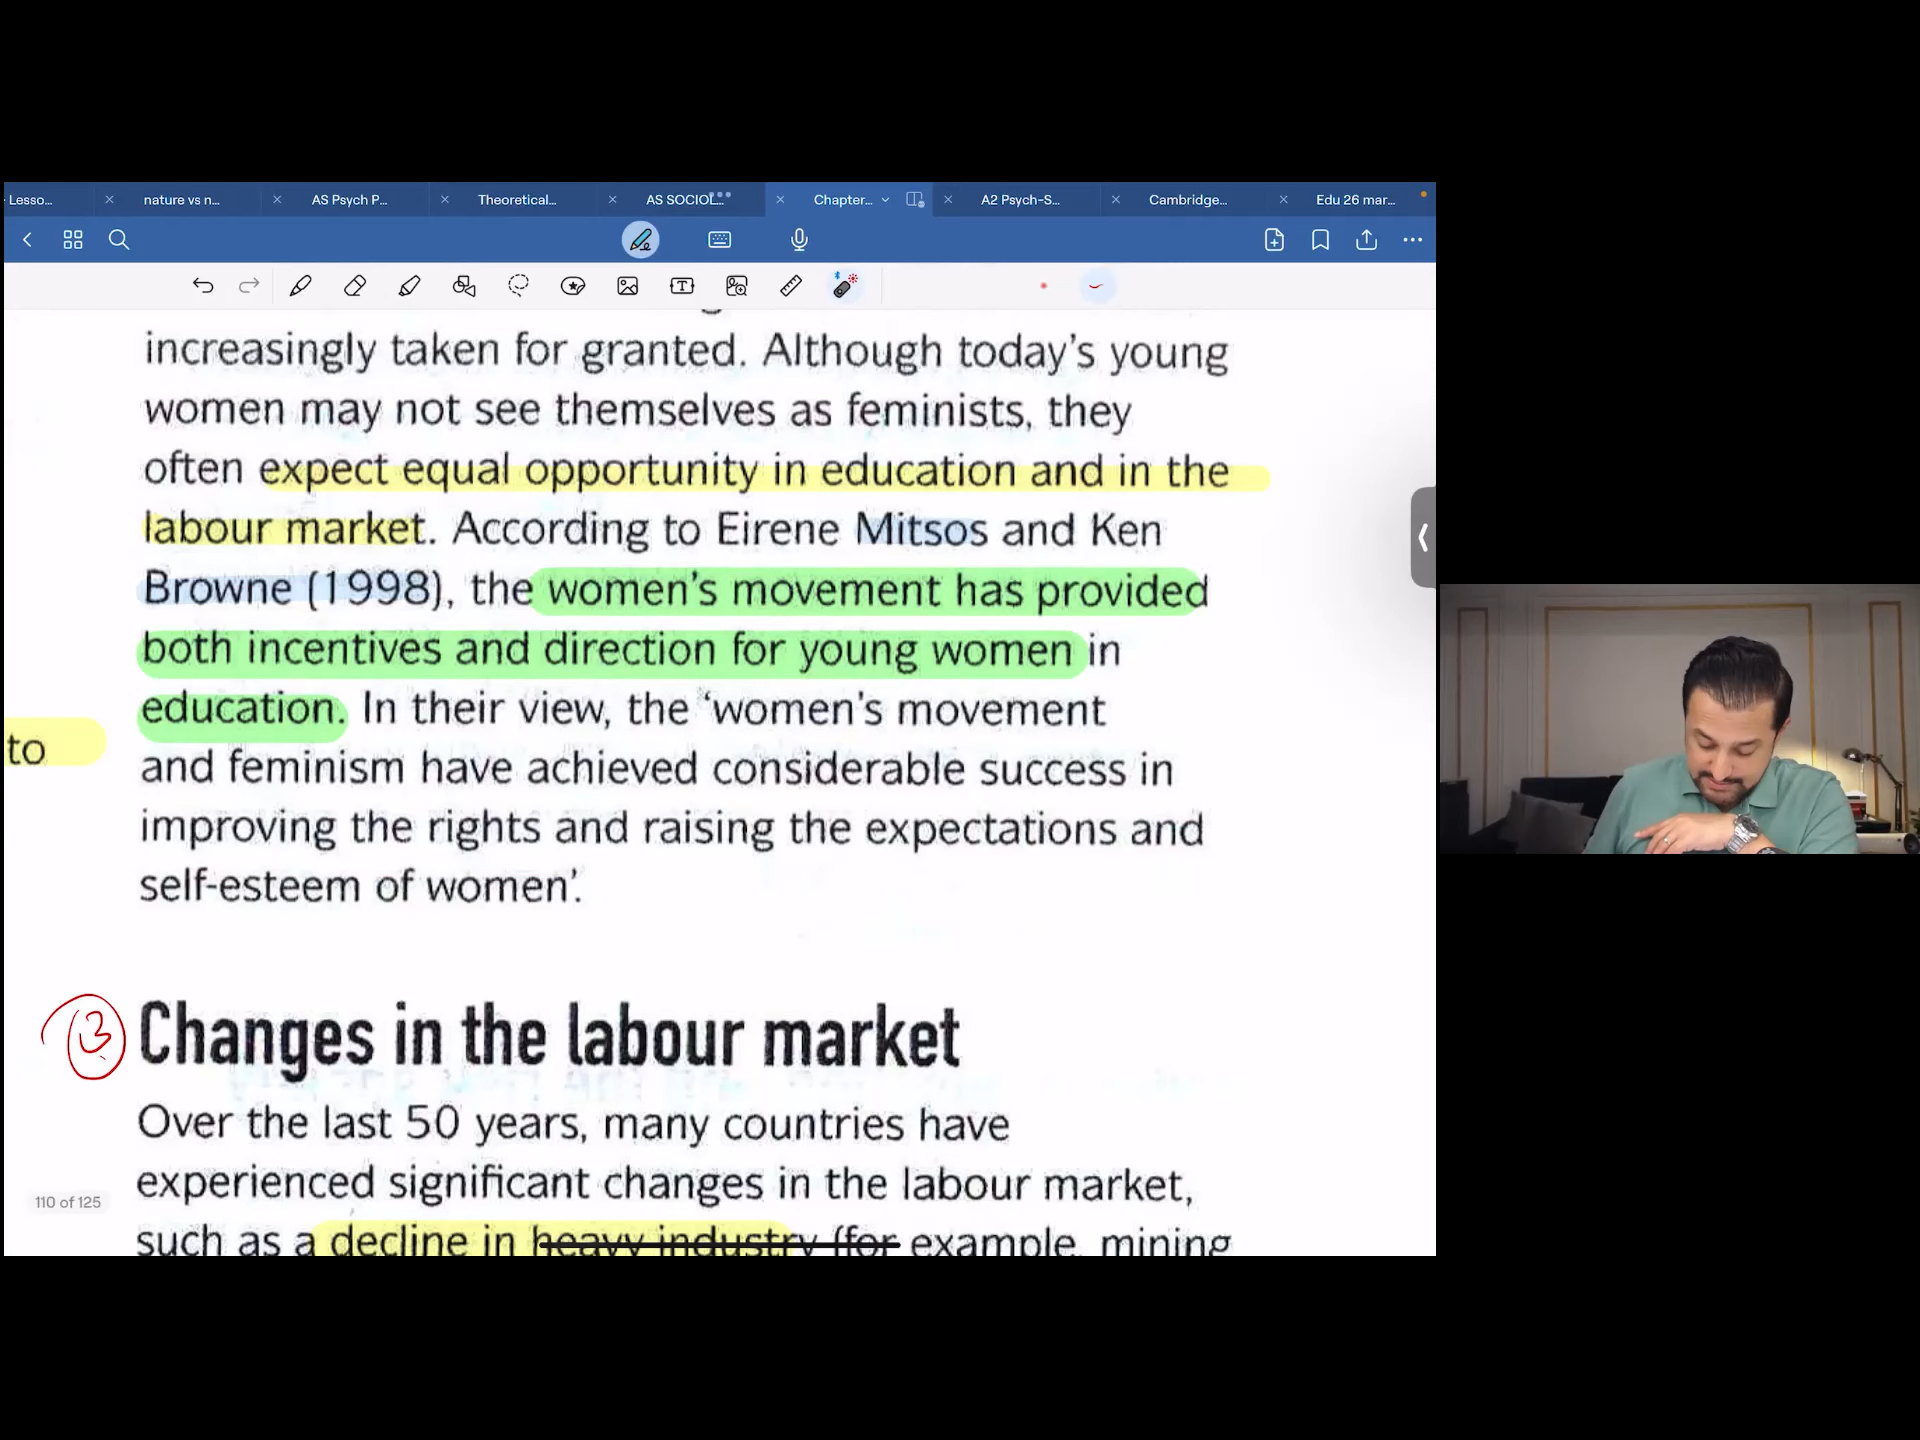 Lesso...
nature vs n...
AS Psych P...
Theoretical...
AS SOCIOL...
Chapter...
A2 Psych-S...
Cambridge...
Edu 26 mar...
increasingly taken for granted. Although today's young
women may not see themselves as feminists, they
often expect equal opportunity in education and in the
labour market. According to Eirene Mitsos and Ken
Browne (1998), the women's movement has provided
both incentives and direction for young women in
education. In their view, the 'women's movement
to
and feminism have achieved considerable success in
improving the rights and raising the expectations and
self-esteem of women'.
Changes in the labour market
Over the last 50 years, many countries have
experienced significant changes in the labour market,
110 of 125
such as a decline in heavy industry (for example, mining